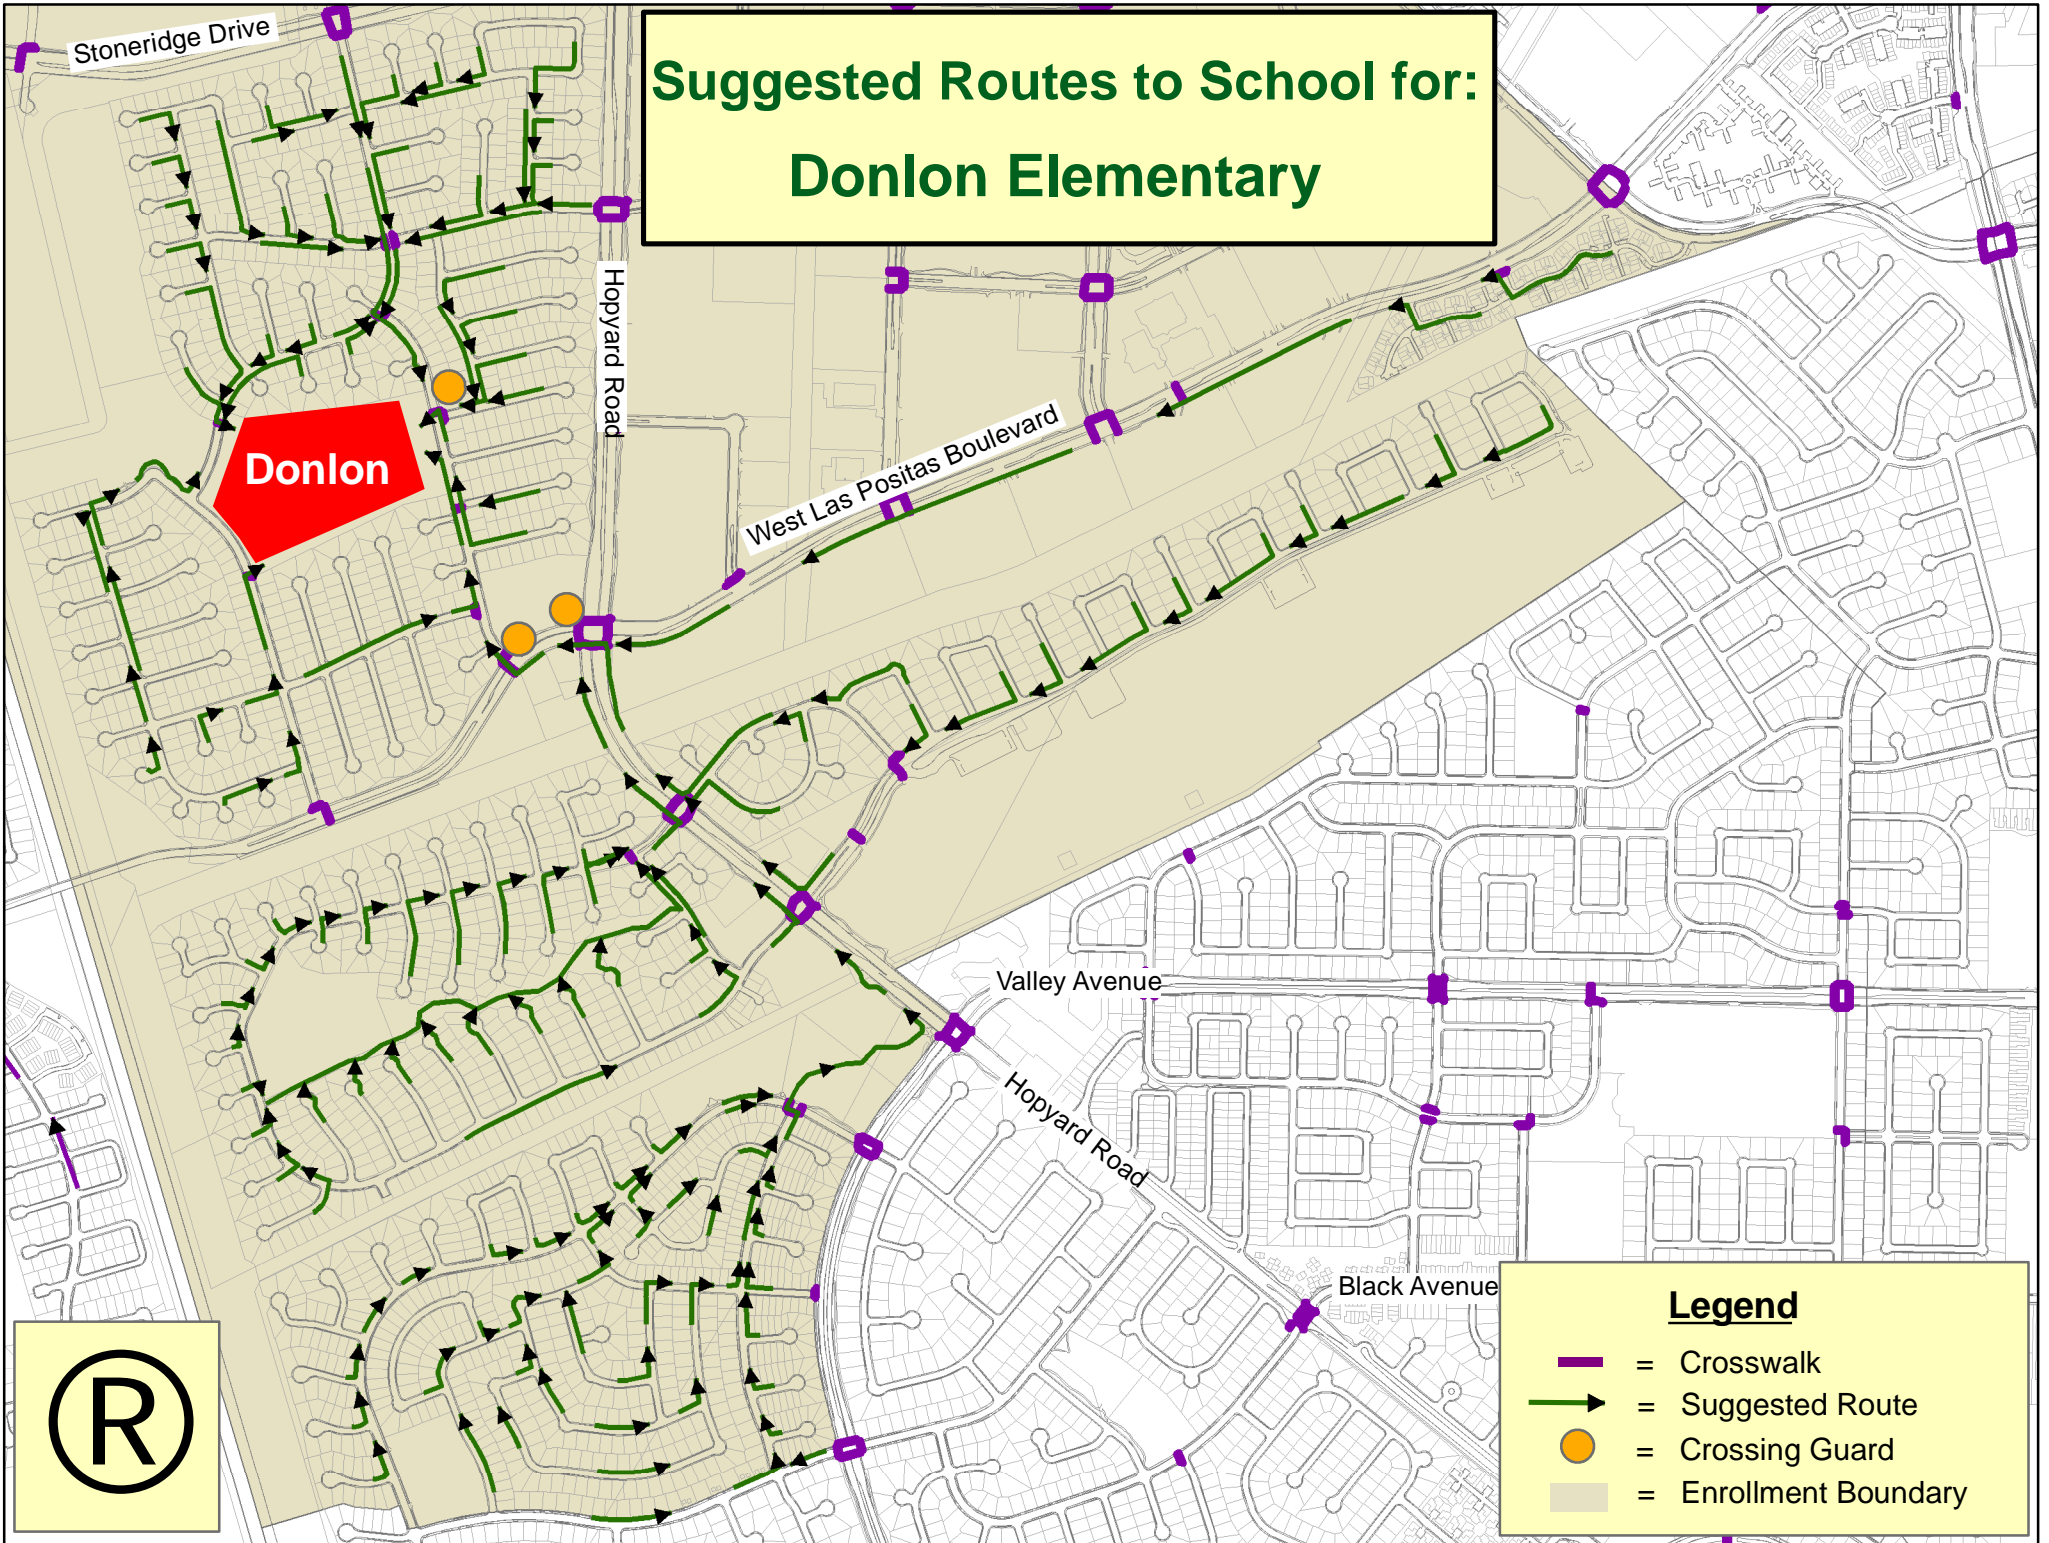 Suggested Routes to School for:
Donlon Elementary
Stoneridge Drive
Hopyard Road
West Las Positas Boulevard
Donlon
Valley Avenue
Hopyard Road
Black Avenue
Legend
= Crosswalk
= Suggested Route
= Crossing Guard
= Enrollment Boundary
®